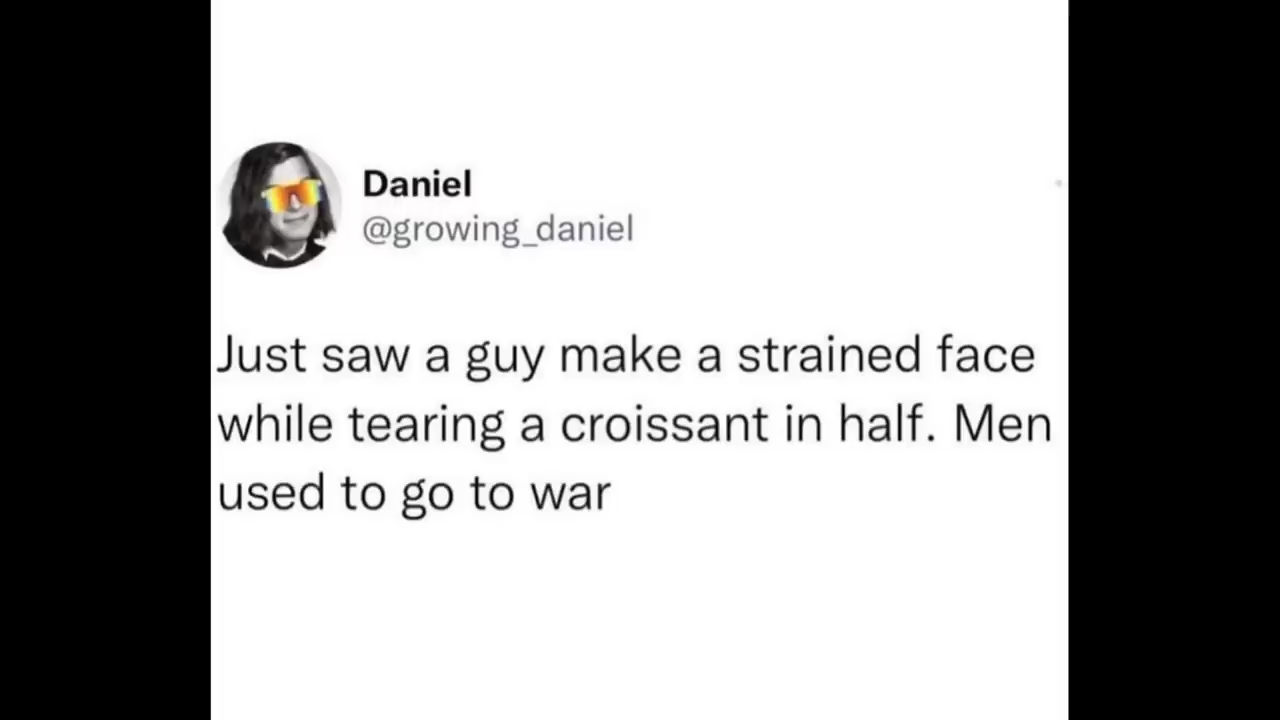 Daniel
@growing_daniel
Just saw a guy make a strained face
while tearing a croissant in half. Men
used to go to war